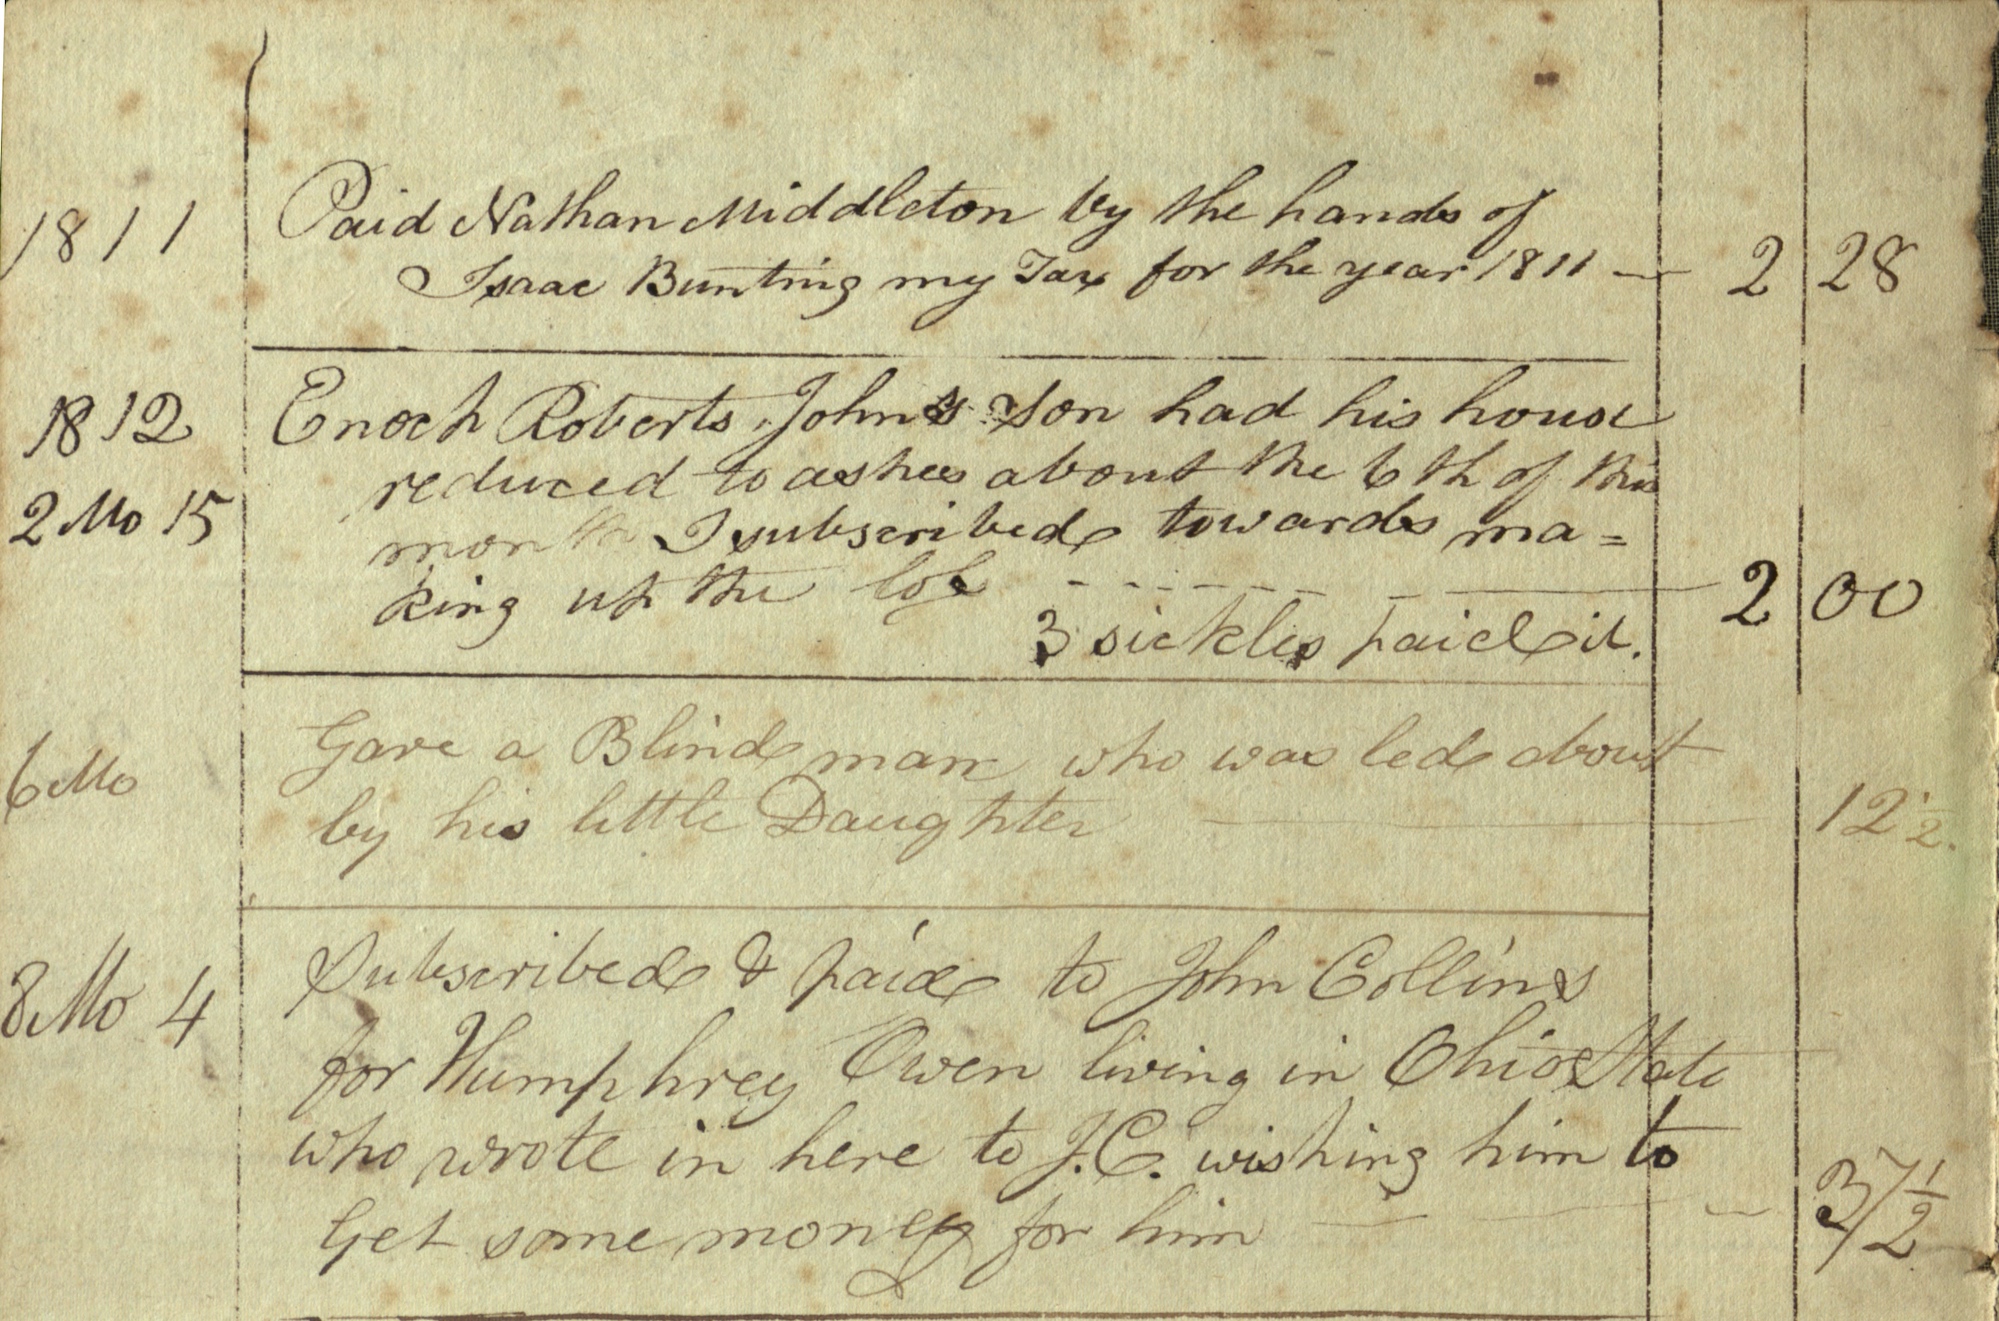 1811 Paid Nathan Middleton by the hands of
Isaac Bunting my Tax for the year 1811 — 2 28
1812 Enoch Roberts, John's son had his house
reduced to ashes about the 6th of this
2 Mo 15 month I subscribed towards ma=
king up the loss - - - - 2 00
3 sickles paid it.
6 Mo Gave a Blind man who was led about
by his little Daughter — 12 1/2.
8 Mo 4 Subscribed & paid to John Collins
for Humphrey Owen living in Ohio State
who wrote in here to J.C. wishing him to
Get some money for him — 37 1/2